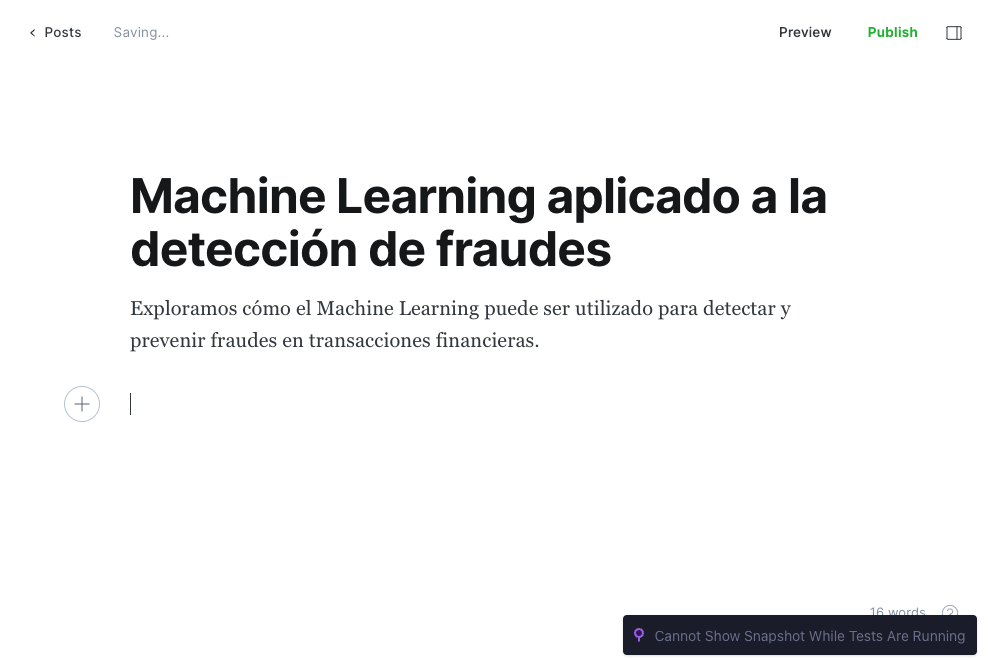 Posts
Saving...
Preview
Publish
Machine Learning aplicado a la
detección de fraudes
Exploramos cómo el Machine Learning puede ser utilizado para detectar y
prevenir fraudes en transacciones financieras.
16 words
Cannot Show Snapshot While Tests Are Running